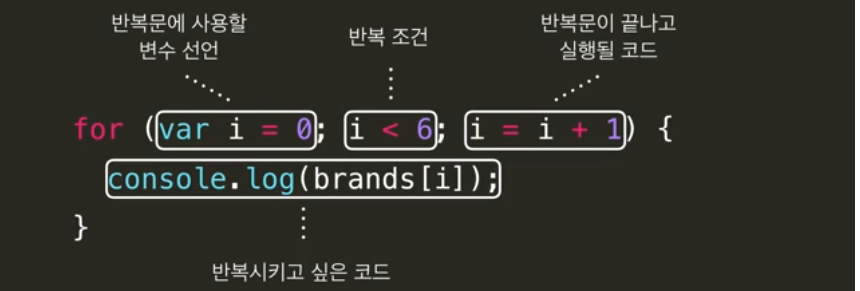 반복문에 사용할
변수 선언
반복 조건
반복문이 끝나고
실행될 코드
for (var i = 0; i < 6; i = i + 1) {
console.log(brands[i]);
}
반복시키고 싶은 코드